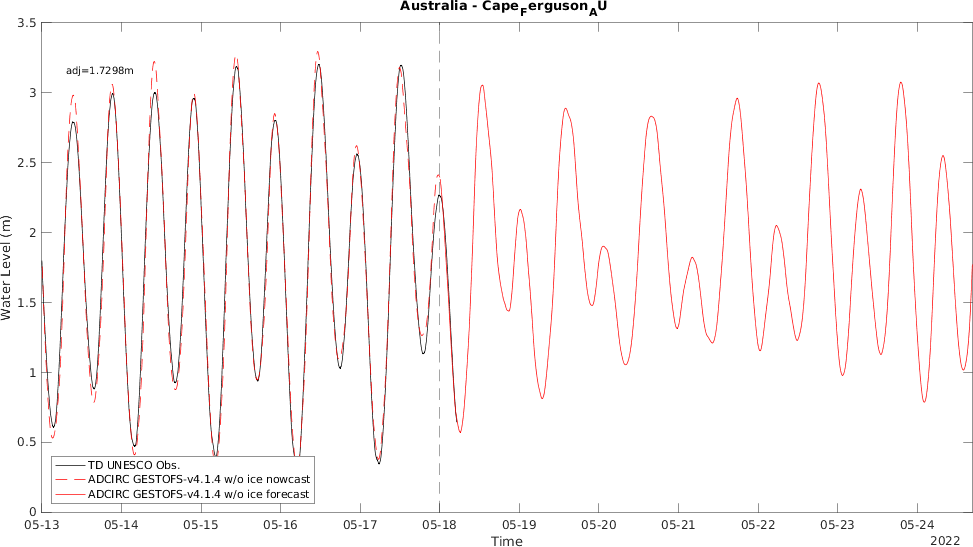 Australia - Cape_Ferguson_AU
adj=1.7298m
3.5
3
2.5
2
1.5
1
0.5
0
Water Level (m)
TD UNESCO Obs.
ADCIRC GESTOFS-v4.1.4 w/o ice nowcast
ADCIRC GESTOFS-v4.1.4 w/o ice forecast
05-13 05-14 05-15 05-16 05-17 05-18 05-19 05-20 05-21 05-22 05-23 05-24
Time
2022